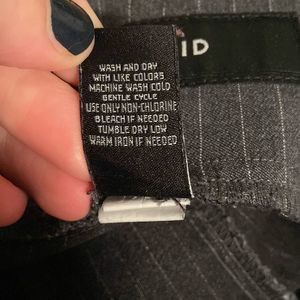 ID
WASH AND DRY
WITH LIKE COLORS
MACHINE WASH COLD
GENTLE CYCLE
USE ONLY NON-CHLORINE
BLEACH IF NEEDED
TUMBLE DRY LOW
WARM IRON IF NEEDED